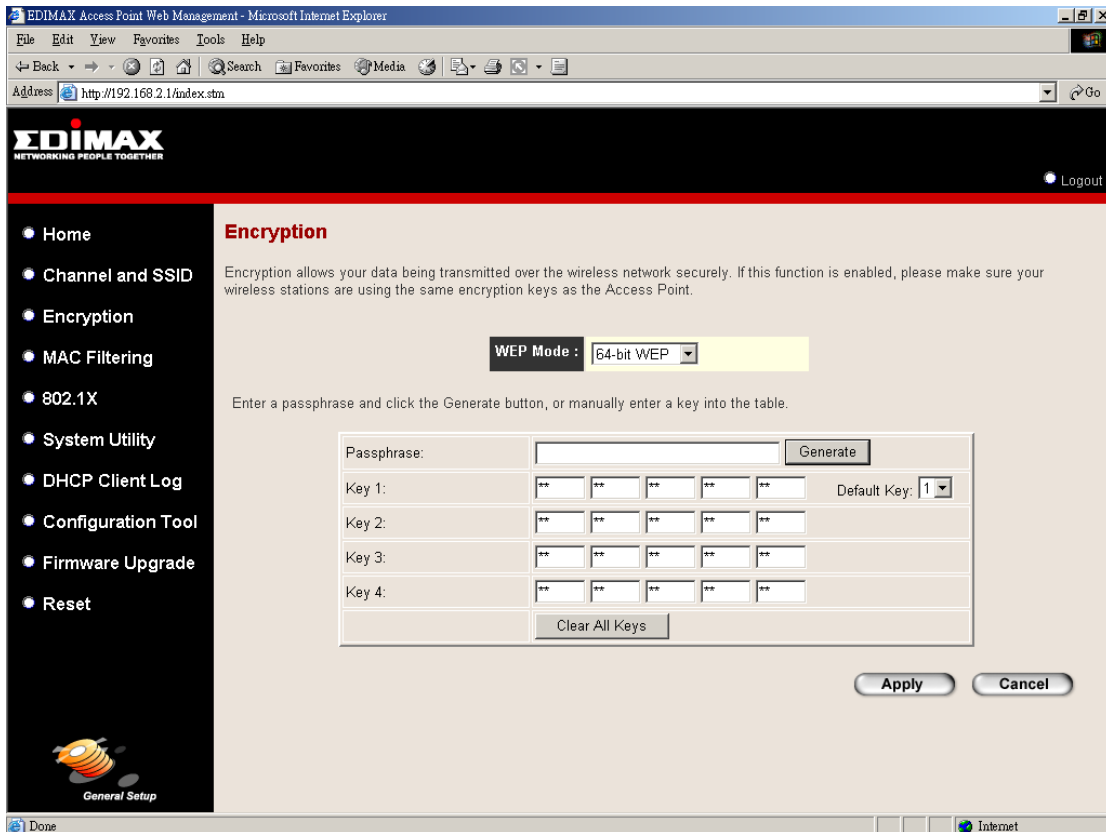 EDIMAX Access Point Web Management - Microsoft Internet Explorer
File Edit View Favorites Tools Help
Back Search Favorites Media
Address http://192.168.2.1/index.stm Go
EDIMAX
NETWORKING PEOPLE TOGETHER
Logout
Home
Channel and SSID
Encryption
MAC Filtering
802.1X
System Utility
DHCP Client Log
Configuration Tool
Firmware Upgrade
Reset
General Setup
Encryption
Encryption allows your data being transmitted over the wireless network securely. If this function is enabled, please make sure your
wireless stations are using the same encryption keys as the Access Point.
WEP Mode : 64-bit WEP
Enter a passphrase and click the Generate button, or manually enter a key into the table.
Passphrase: Generate
Key 1: ** ** ** ** ** Default Key: 1
Key 2: ** ** ** ** **
Key 3: ** ** ** ** **
Key 4: ** ** ** ** **
Clear All Keys
Apply Cancel
Done Internet